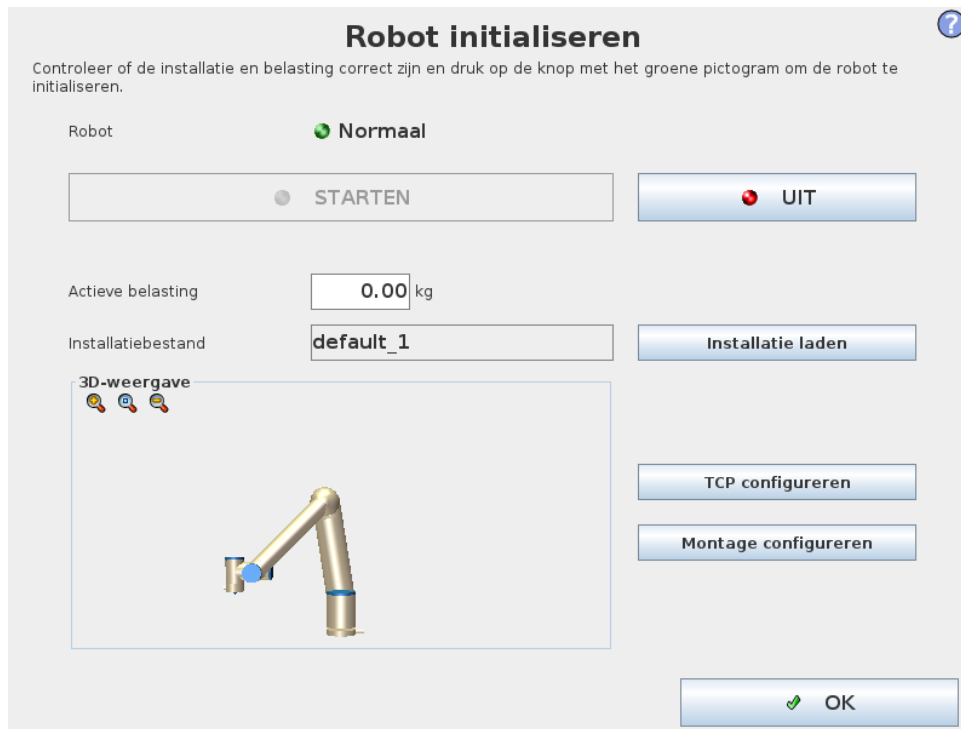 Robot initialiseren
?
Controleer of de installatie en belasting correct zijn en druk op de knop met het groene pictogram om de robot te
initialiseren.
Robot Normaal
STARTEN UIT
Actieve belasting 0.00 kg
Installatiebestand default_1 Installatie laden
3D-weergave
TCP configureren
Montage configureren
OK